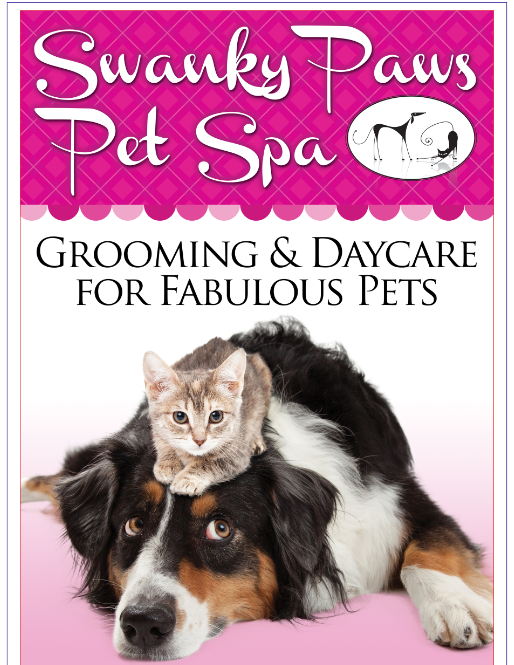 Swanky Paws
Pet Spa
GROOMING & DAYCARE
FOR FABULOUS PETS